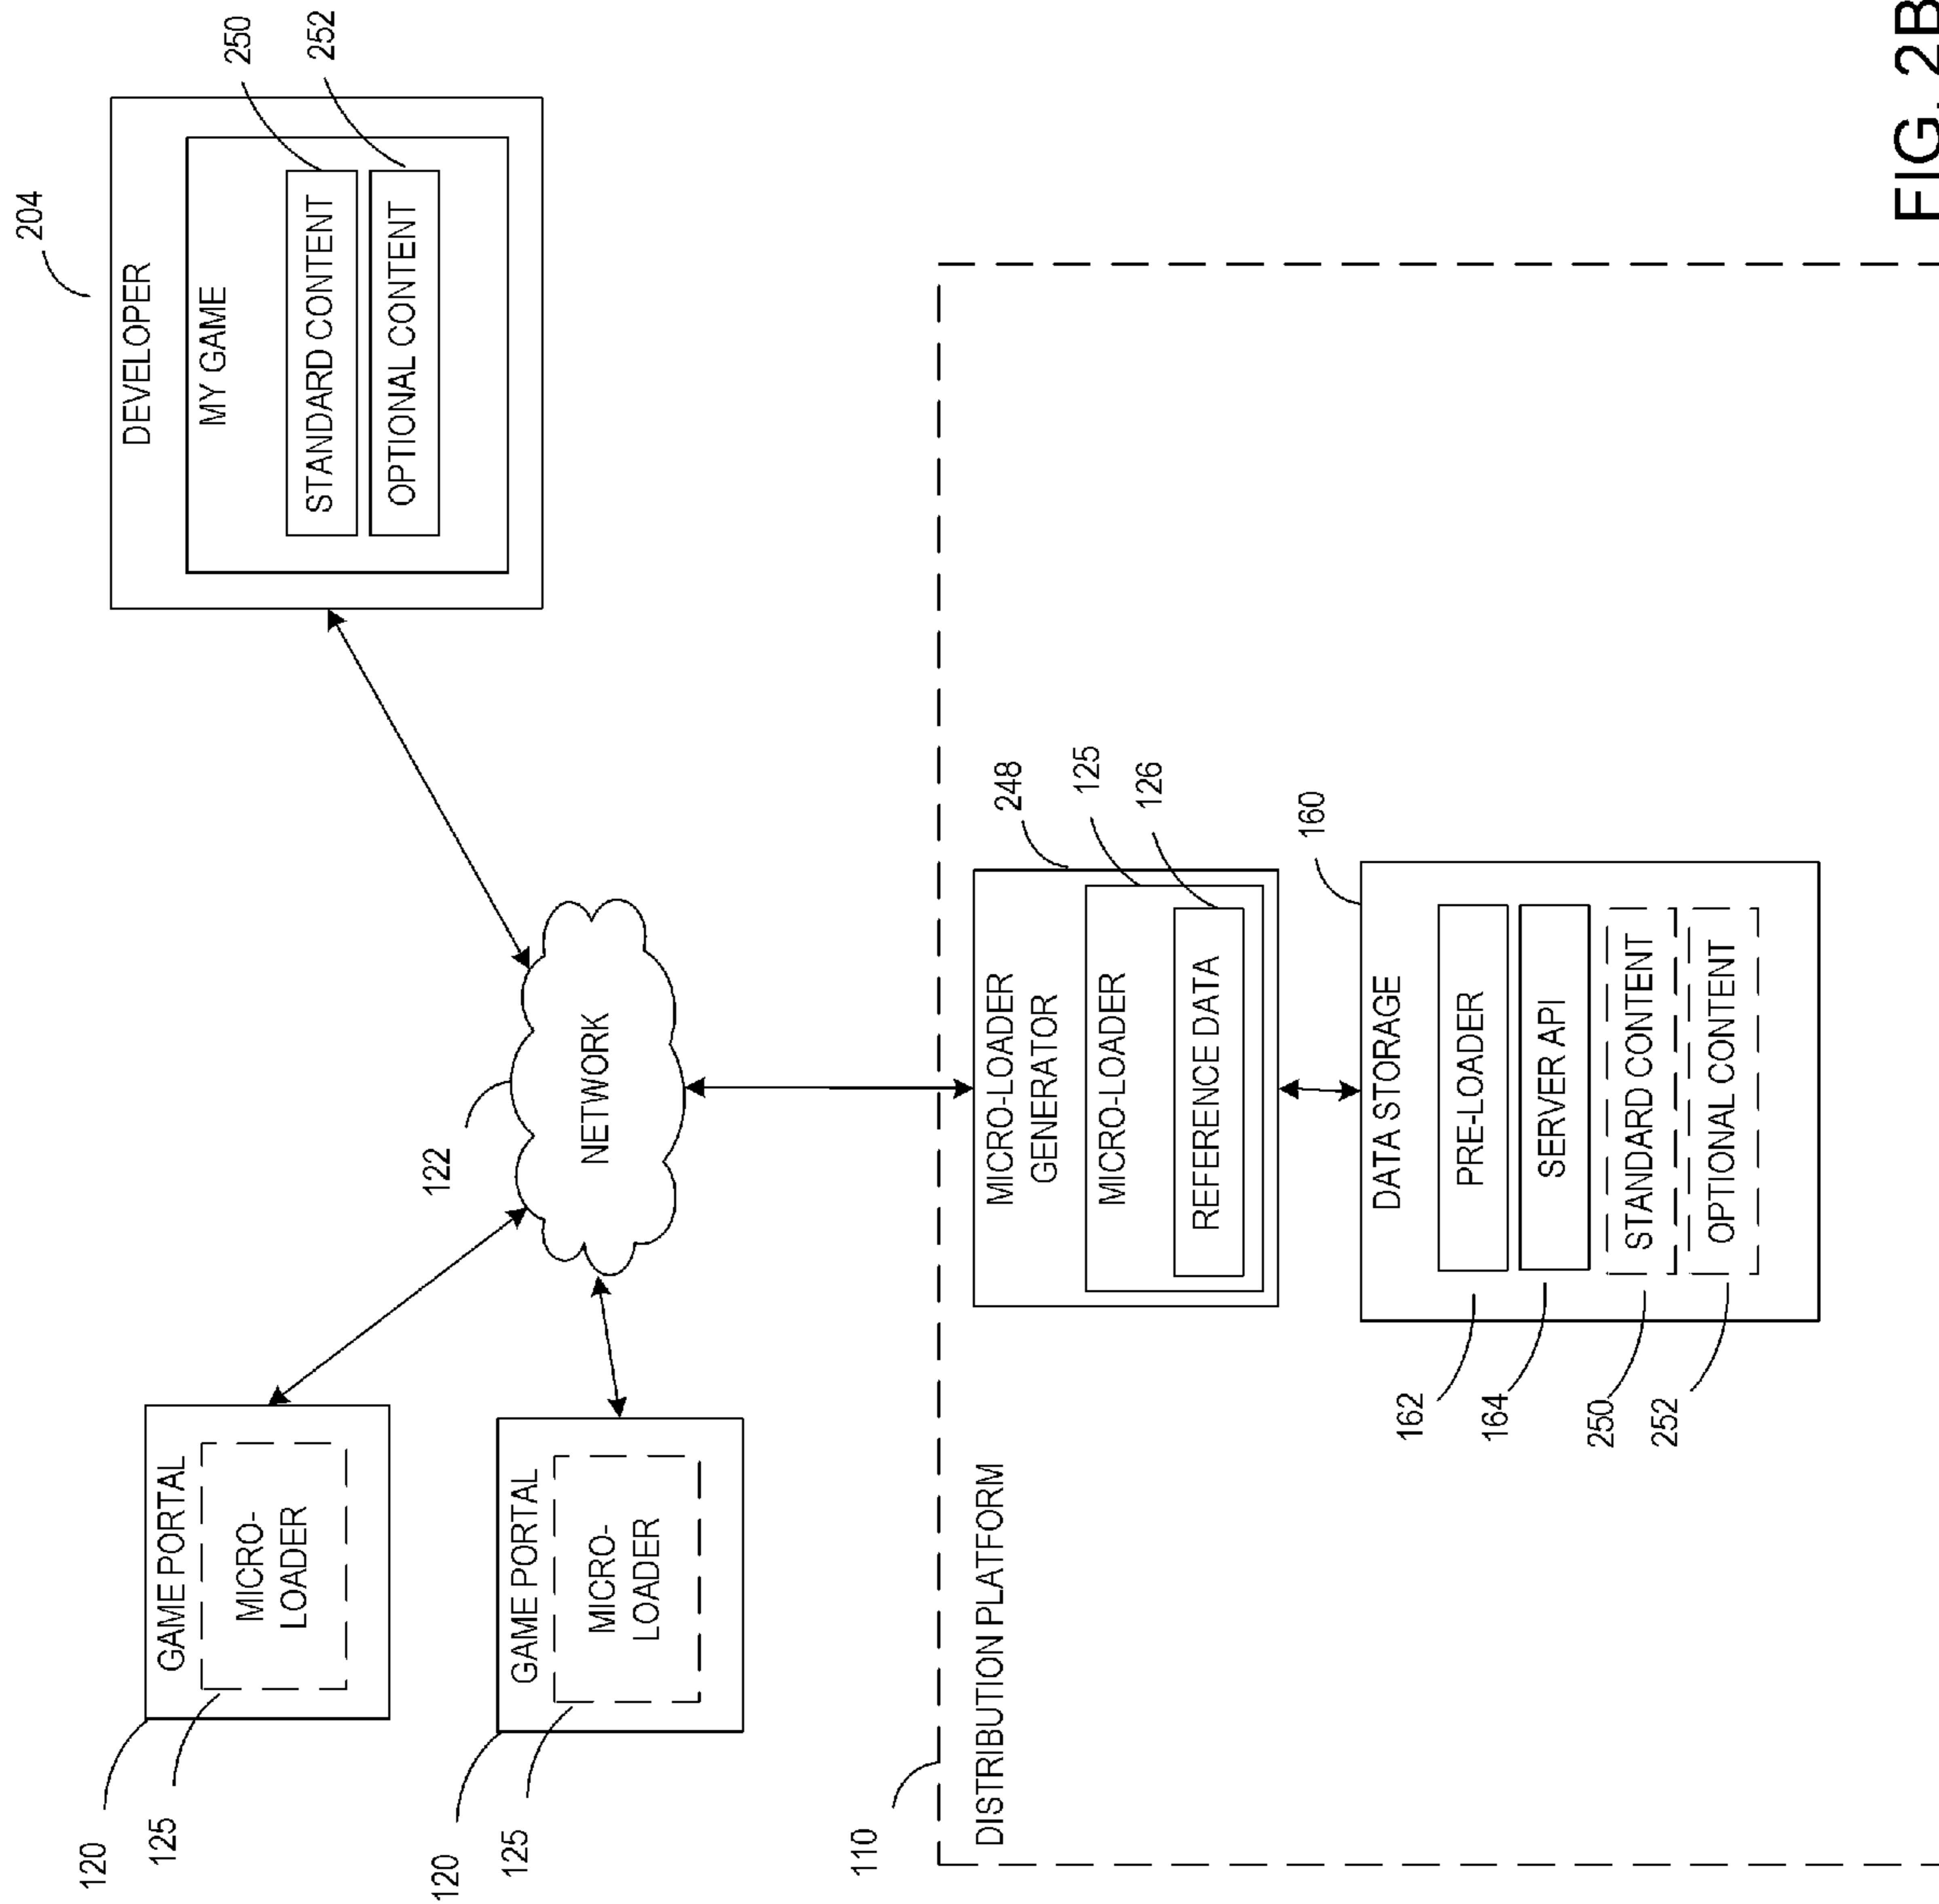 120
GAME PORTAL
125
MICRO-
LOADER
120
GAME PORTAL
125
MICRO-
LOADER
122
NETWORK
204
DEVELOPER
MY GAME
STANDARD CONTENT
250
OPTIONAL CONTENT
252
110
DISTRIBUTION PLATFORM
MICRO-LOADER
GENERATOR
248
MICRO-LOADER
125
REFERENCE DATA
126
DATA STORAGE
160
PRE-LOADER
162
SERVER API
164
STANDARD CONTENT
250
OPTIONAL CONTENT
252
FIG. 2B